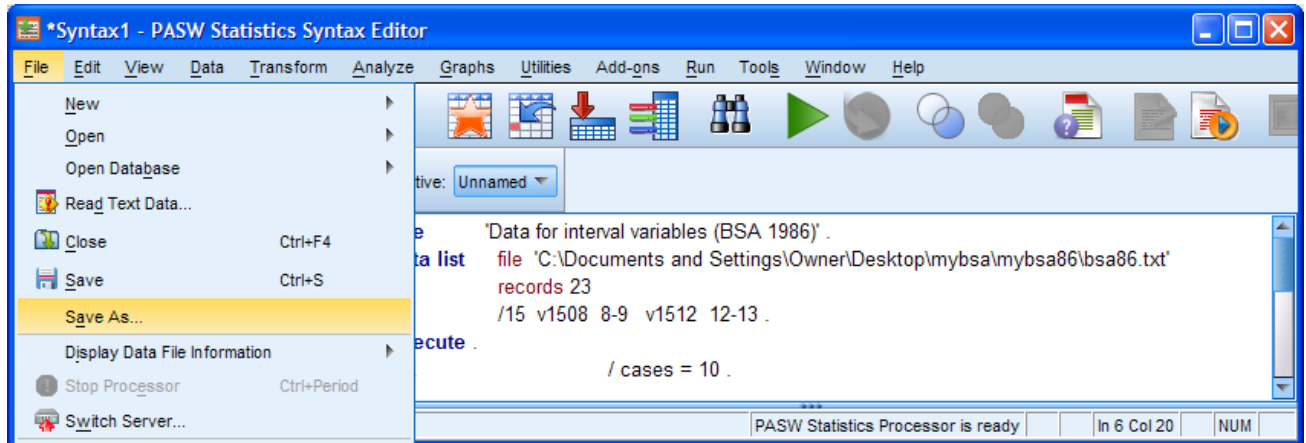 *Syntax1 - PASW Statistics Syntax Editor
File Edit View Data Transform Analyze Graphs Utilities Add-ons Run Tools Window Help
New
Open
Open Database
Read Text Data...
Close Ctrl+F4
Save Ctrl+S
Save As...
Display Data File Information
Stop Processor Ctrl+Period
Switch Server...
tive: Unnamed
e 'Data for interval variables (BSA 1986)' .
ta list file 'C:\Documents and Settings\Owner\Desktop\mybsa\mybsa86\bsa86.txt'
records 23
/15 v1508 8-9 v1512 12-13 .
ecute .
/ cases = 10 .
PASW Statistics Processor is ready In 6 Col 20 NUM